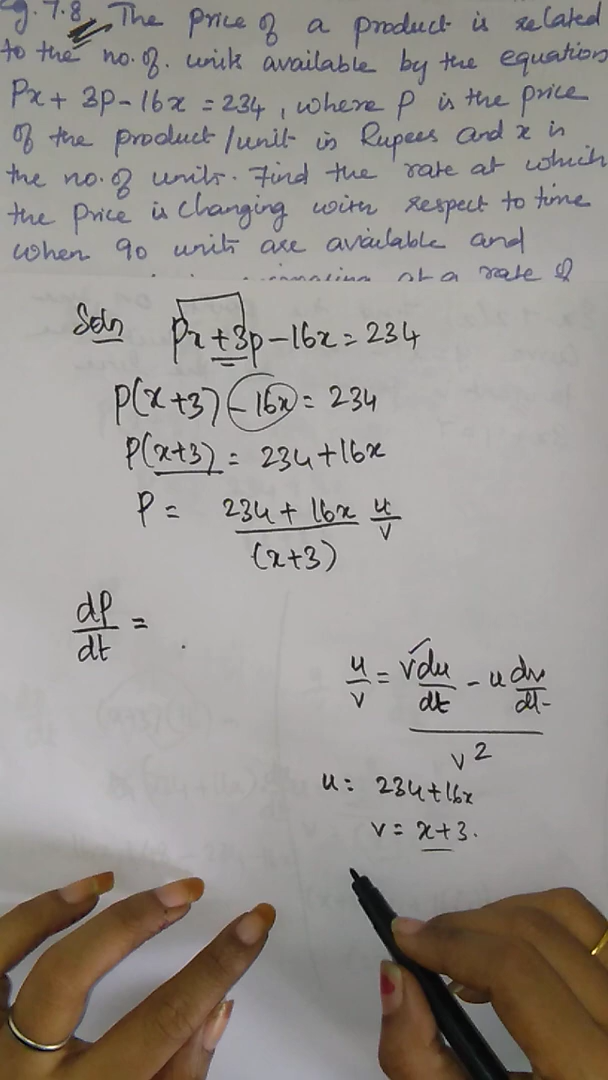 g. 7.8 The price of a product is related
to the no. of. units available by the equation
Px + 3P - 16x = 234, where P is the price
of the product/unit in Rupees and x is
the no. of units. Find the rate at which
the price is changing with respect to time
when 90 units are available and
at a rate of
Soln Px + 3p - 16x = 234
P(x+3) - 16x = 234
P(x+3) = 234 + 16x
P = 234 + 16x / (x+3) u/v
dP/dt =
u/v = v du/dt - u dv/dt / v²
u = 234+16x
v = x+3.